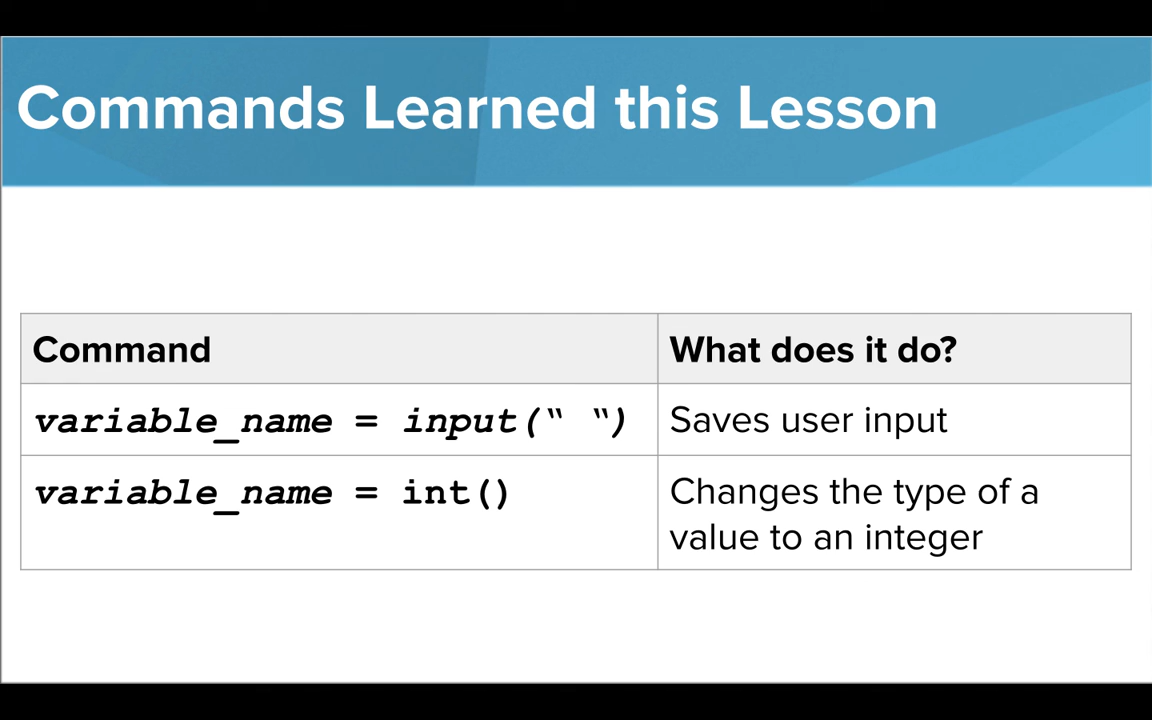 Commands Learned this Lesson
Command What does it do?
variable_name = input(“ “) Saves user input
variable_name = int() Changes the type of a
value to an integer